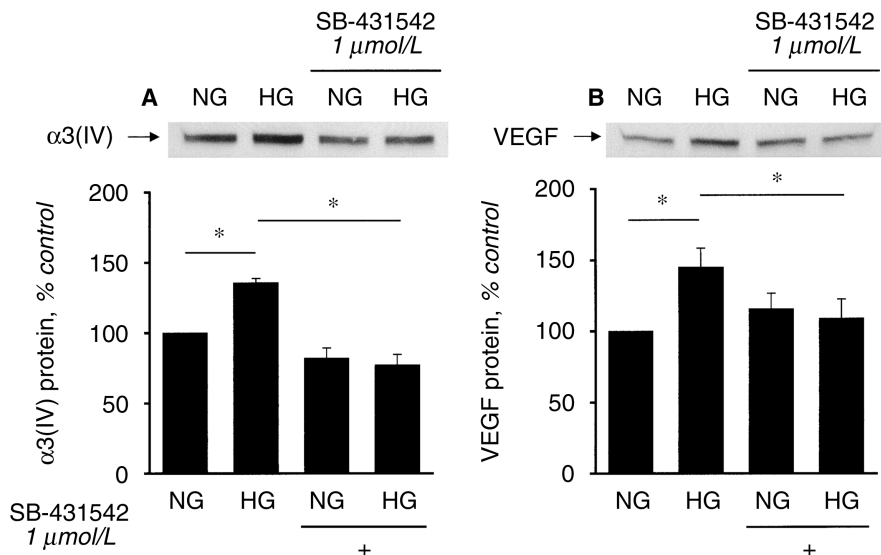 SB-431542
1 μmol/L
A NG HG NG HG
α3(IV)
200
150
100
50
0
α3(IV) protein, % control
*
*
NG HG NG HG
SB-431542
1 μmol/L
+
SB-431542
1 μmol/L
B NG HG NG HG
VEGF
200
150
100
50
0
VEGF protein, % control
*
*
NG HG NG HG
+